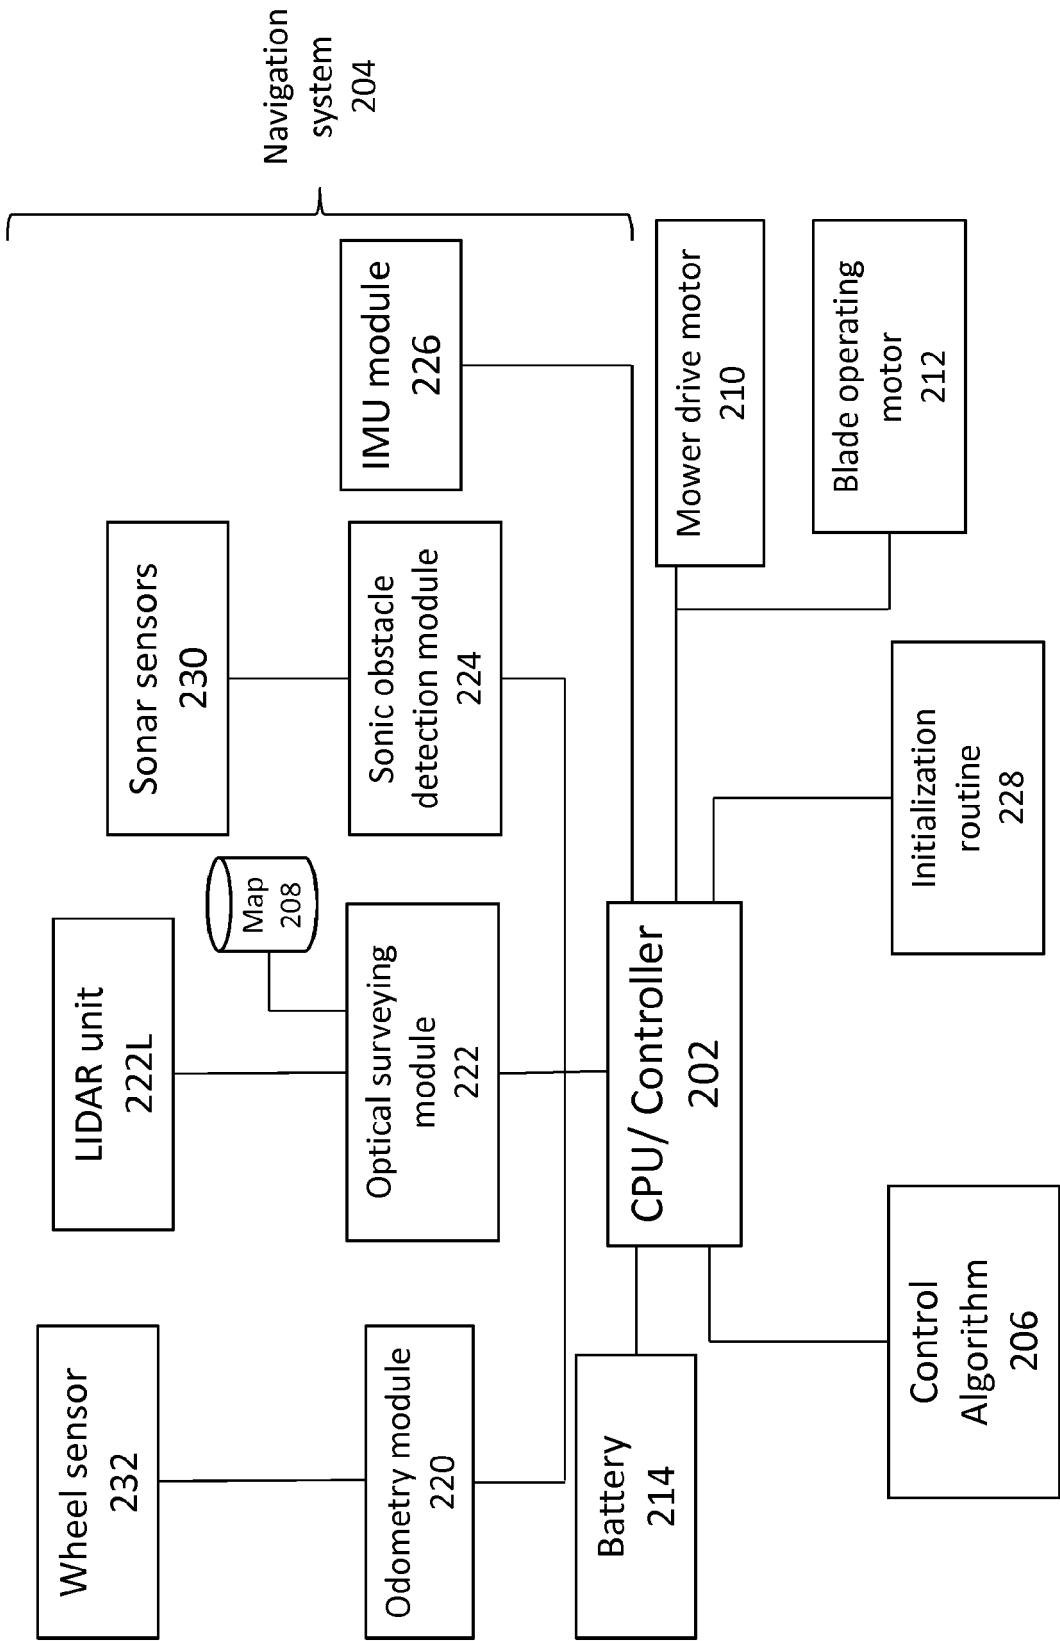 Wheel sensor
232
LIDAR unit
222L
Sonar sensors
230
Navigation
system
204
Map
208
Odometry module
220
Optical surveying
module
222
Sonic obstacle
detection module
224
IMU module
226
Battery
214
CPU/ Controller
202
Mower drive motor
210
Control
Algorithm
206
Initialization
routine
228
Blade operating
motor
212